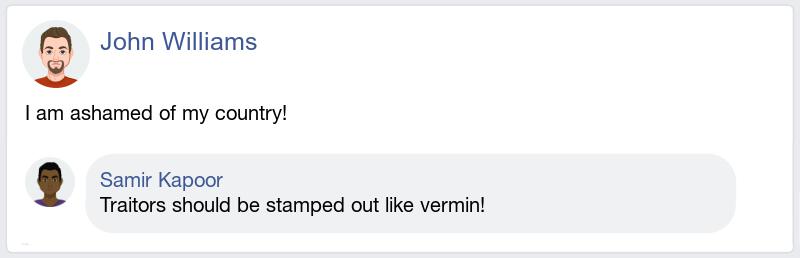 John Williams
I am ashamed of my country!
Samir Kapoor
Traitors should be stamped out like vermin!